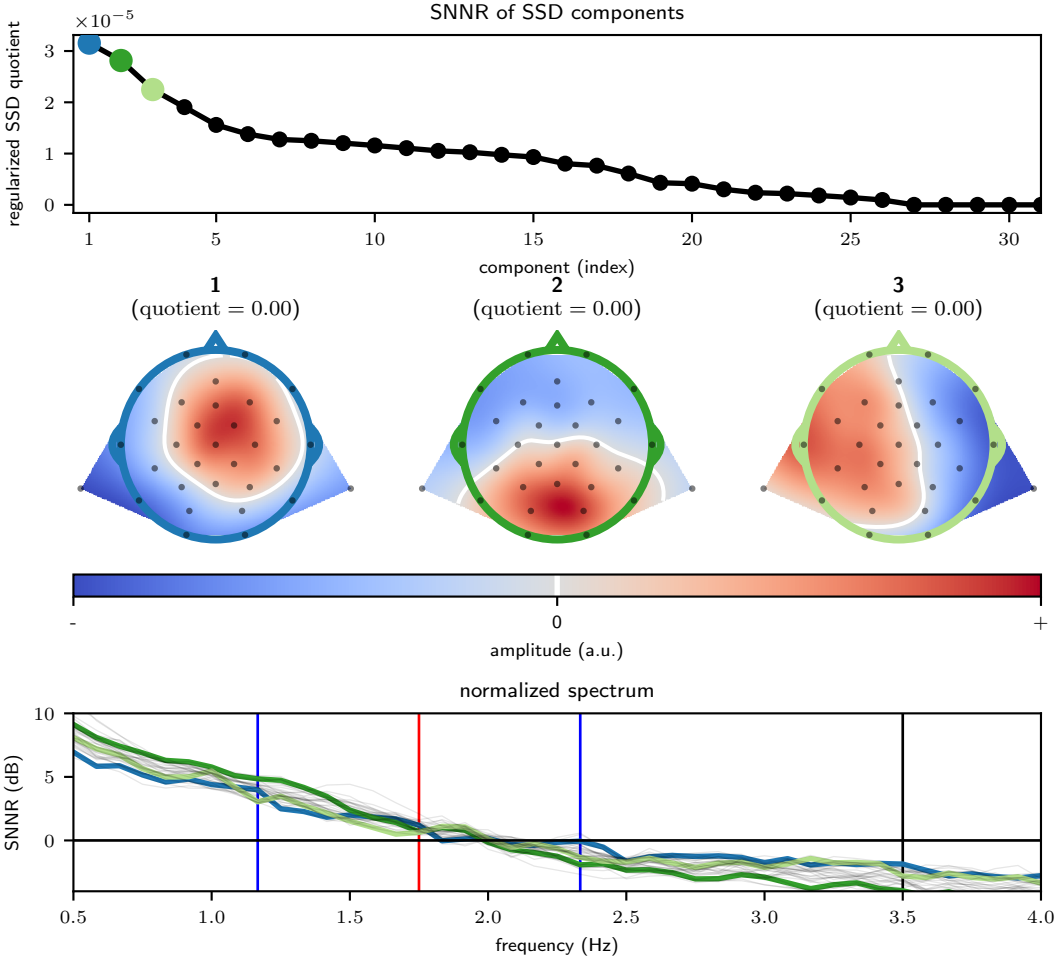 SNNR of SSD components
×10⁻⁵
regularized SSD quotient
3
2
1
0
1 5 10 15 20 25 30
component (index)
1 2 3
(quotient = 0.00) (quotient = 0.00) (quotient = 0.00)
- 0 +
amplitude (a.u.)
normalized spectrum
SNNR (dB)
10
5
0
0.5 1.0 1.5 2.0 2.5 3.0 3.5 4.0
frequency (Hz)